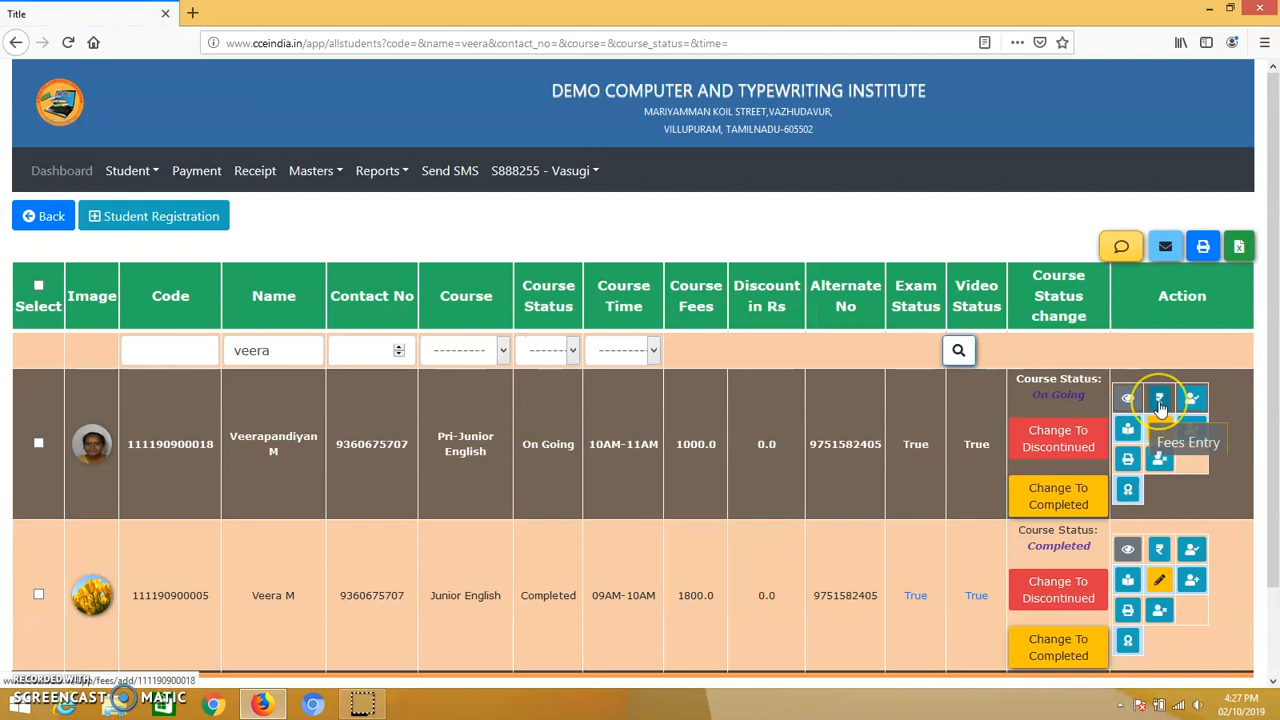 Title
www.cceindia.in/app/allstudents?code=&name=veera&contact_no=&course=&course_status=&time=
DEMO COMPUTER AND TYPEWRITING INSTITUTE
MARIYAMMAN KOIL STREET,VAZHUDAVUR,
VILLUPURAM, TAMILNADU-605502
Dashboard Student Payment Receipt Masters Reports Send SMS S888255 - Vasugi
Back Student Registration
Select Image Code Name Contact No Course Course Status Course Time Course Fees Discount in Rs Alternate No Exam Status Video Status Course Status change Action
veera --------- ------- ---------
111190900018 Veerapandiyan M 9360675707 Pri-Junior English On Going 10AM-11AM 1000.0 0.0 9751582405 True True
Course Status:
On Going
Change To
Discontinued
Change To
Completed
Fees Entry
111190900005 Veera M 9360675707 Junior English Completed 09AM-10AM 1800.0 0.0 9751582405 True True
Course Status:
Completed
Change To
Discontinued
Change To
Completed
RECORDED WITH
SCREENCAST MATIC
4:27 PM
02/10/2019